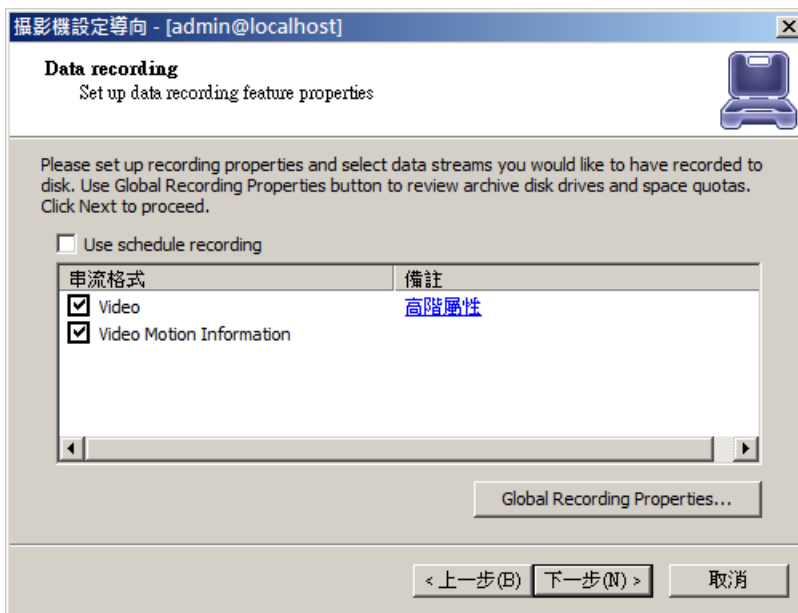 攝影機設定導向 - [admin@localhost]
Data recording
Set up data recording feature properties
Please set up recording properties and select data streams you would like to have recorded to
disk. Use Global Recording Properties button to review archive disk drives and space quotas.
Click Next to proceed.
Use schedule recording
串流格式 備註
Video 高階屬性
Video Motion Information
Global Recording Properties...
<上一步(B) 下一步(N) > 取消